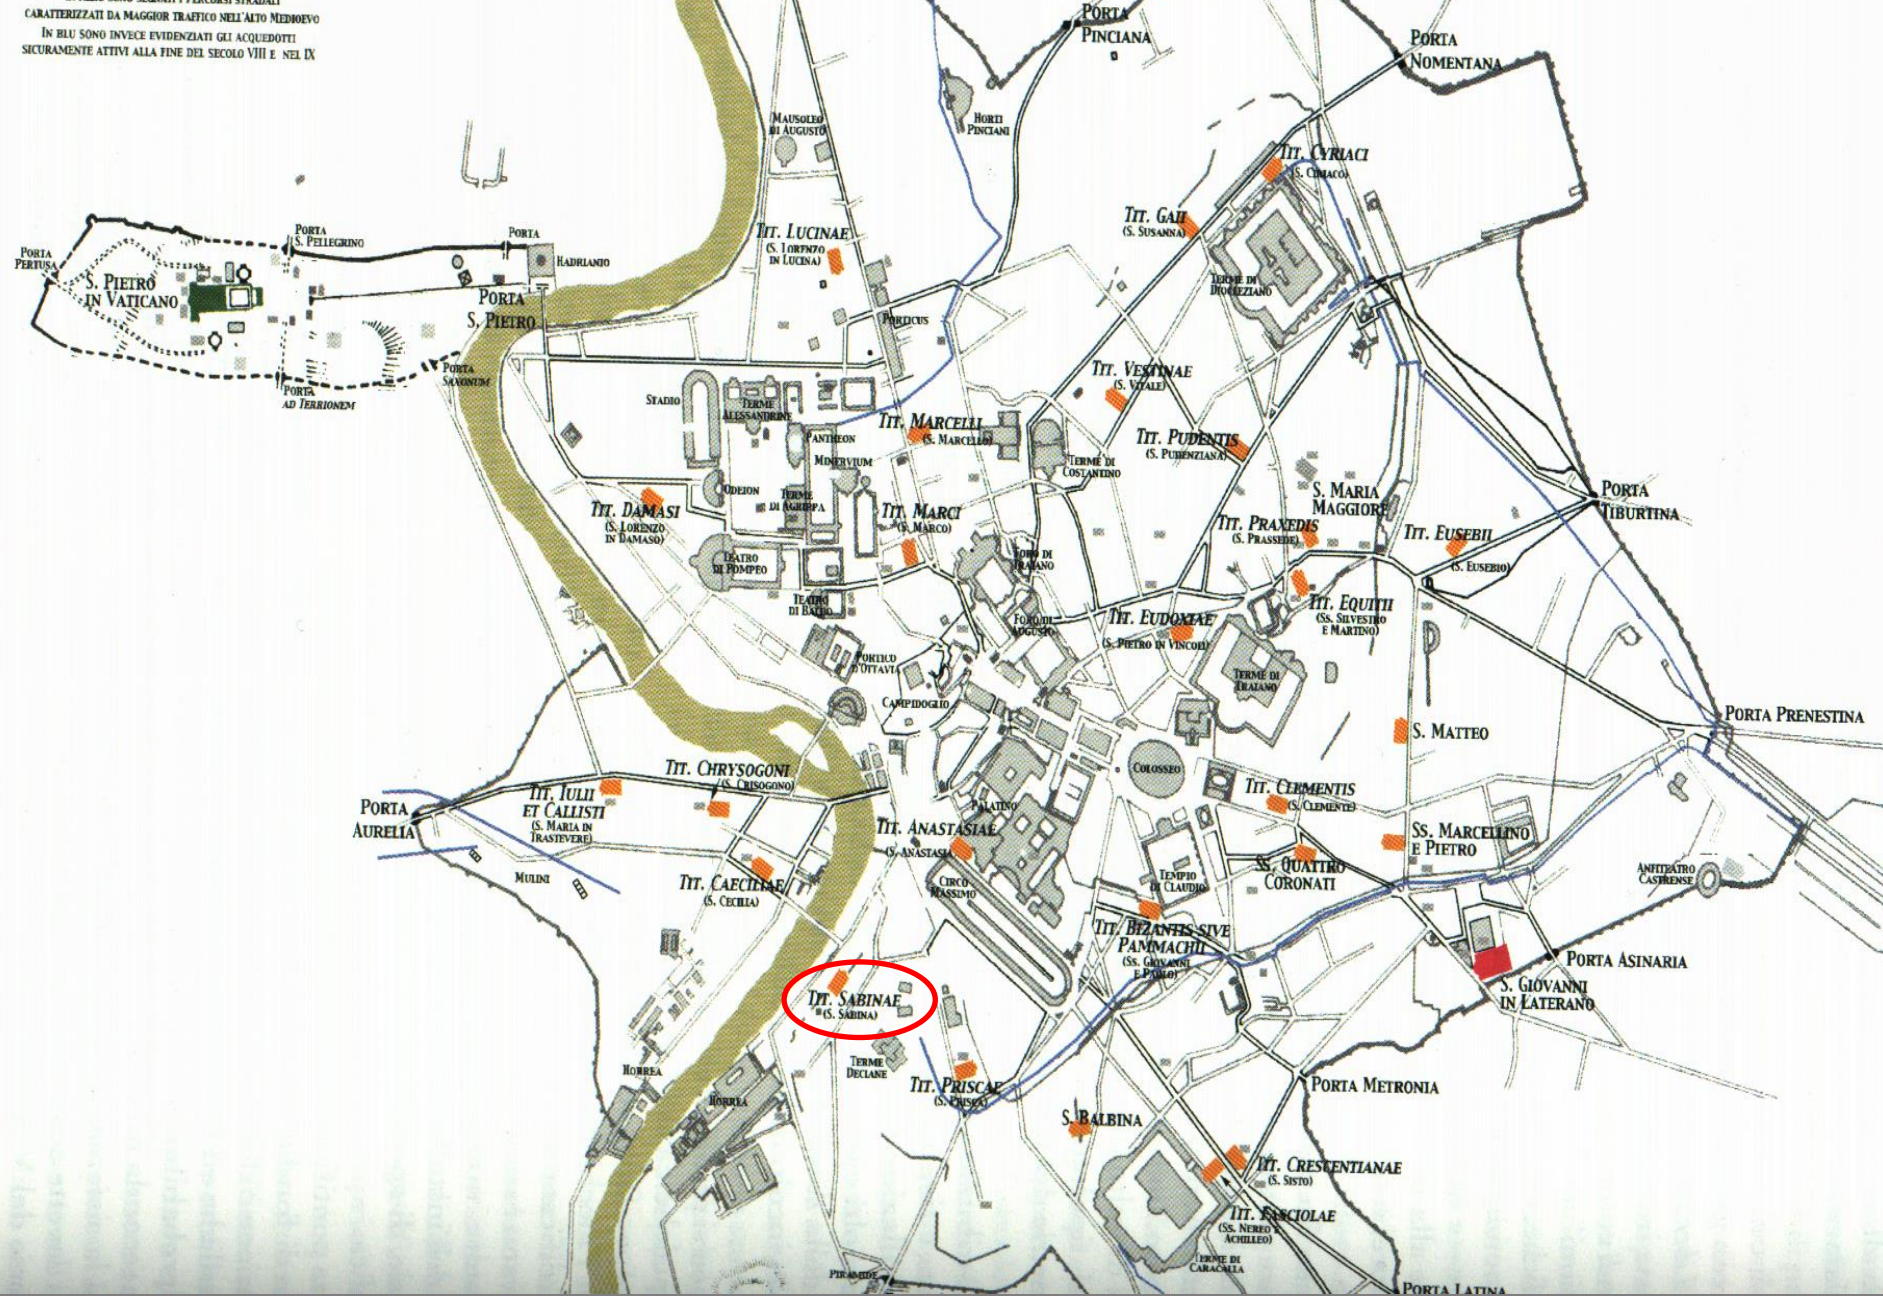 CARATTERIZZATI DA MAGGIOR TRAFFICO NELL'ALTO MEDIOEVO
IN BLU SONO INVECE EVIDENZIATI GLI ACQUEDOTTI
SICURAMENTE ATTIVI ALLA FINE DEL SECOLO VIII E NEL IX
PORTA
PINCIANA
PORTA
NOMENTANA
MAUSOLEO
DI AUGUSTO
HORTI
PINCIANI
TIT. CYRIACI
(S. CIRIACO)
TIT. GAII
(S. SUSANNA)
TIT. LUCINAE
(S. LORENZO
IN LUCINA)
PORTA
S. PELLEGRINO
PORTA
HADRIANIO
PORTA
PERTUSA
S. PIETRO
IN VATICANO
PORTA
S. PIETRO
TERME DI
DIOCLEZIANO
PORTICUS
PORTA
SAXONUM
PORTA
AD TERRIONEM
STADIO
TERME
ALESSANDRINE
TIT. VESTINAE
(S. VITALE)
TIT. MARCELLI
(S. MARCELLO)
PANTHEON
MINERVIUM
TIT. PUDENTIS
(S. PUDENZIANA)
TERME DI
COSTANTINO
ODEION
TERME
DI AGRIPPA
S. MARIA
MAGGIORE
PORTA
TIBURTINA
TIT. DAMASI
(S. LORENZO
IN DAMASO)
TIT. MARCI
(S. MARCO)
TIT. PRAXEDIS
(S. PRASSEDE)
TIT. EUSEBII
(S. EUSEBIO)
TEATRO
DI POMPEO
FORO DI
TRAIANO
TEATRO
DI BALBO
FORO DI
AUGUSTO
TIT. EUDOXIAE
(S. PIETRO IN VINCOLI)
TIT. EQUITII
(SS. SILVESTRO
E MARTINO)
PORTICO
D'OTTAVIA
TERME DI
TRAIANO
CAMPIDOGLIO
PORTA PRENESTINA
S. MATTEO
TIT. CHRYSOGONI
(S. CRISOGONO)
COLOSSEO
TIT. IULII
ET CALLISTI
(S. MARIA IN
TRASTEVERE)
PORTA
AURELIA
PALATINO
TIT. CLEMENTIS
(S. CLEMENTE)
TIT. ANASTASIAE
(S. ANASTASIA)
SS. MARCELLINO
E PIETRO
MULINI
TIT. CAECILIAE
(S. CECILIA)
CIRCO
MASSIMO
TEMPIO
DI CLAUDIO
SS. QUATTRO
CORONATI
ANFITEATRO
CASTRENSE
TIT. BIZANTIS SIVE
PAMMACHII
(SS. GIOVANNI
E PAOLO)
PORTA ASINARIA
S. GIOVANNI
IN LATERANO
TIT. SABINAE
(S. SABINA)
TERME
DECIANE
HORREA
HORREA
TIT. PRISCAE
(S. PRISCA)
PORTA METRONIA
S. BALBINA
TIT. CRESCENTIANAE
(S. SISTO)
TIT. FASCIOLAE
(SS. NEREO E
ACHILLEO)
TERME DI
CARACALLA
PIRAMIDE
PORTA LATINA